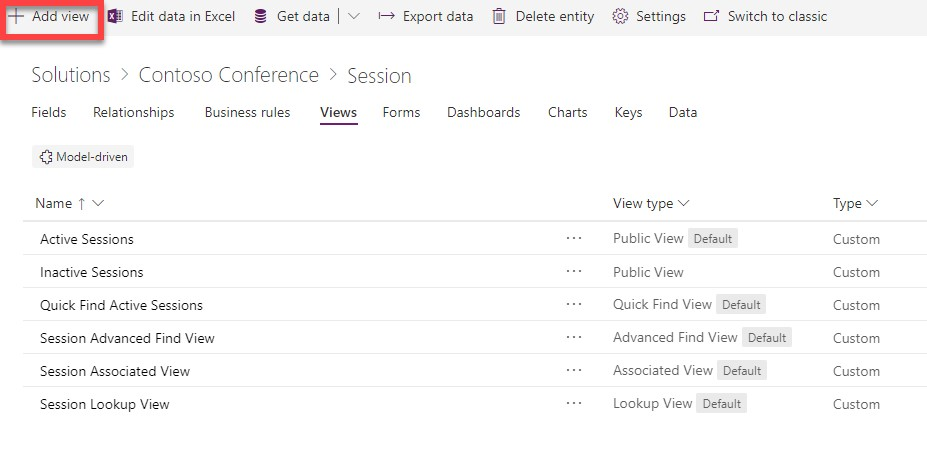 + Add view Edit data in Excel Get data Export data Delete entity Settings Switch to classic
Solutions > Contoso Conference > Session
Fields Relationships Business rules Views Forms Dashboards Charts Keys Data
Model-driven
Name ↑ View type Type
Active Sessions ... Public View Default Custom
Inactive Sessions ... Public View Custom
Quick Find Active Sessions ... Quick Find View Default Custom
Session Advanced Find View ... Advanced Find View Default Custom
Session Associated View ... Associated View Default Custom
Session Lookup View ... Lookup View Default Custom